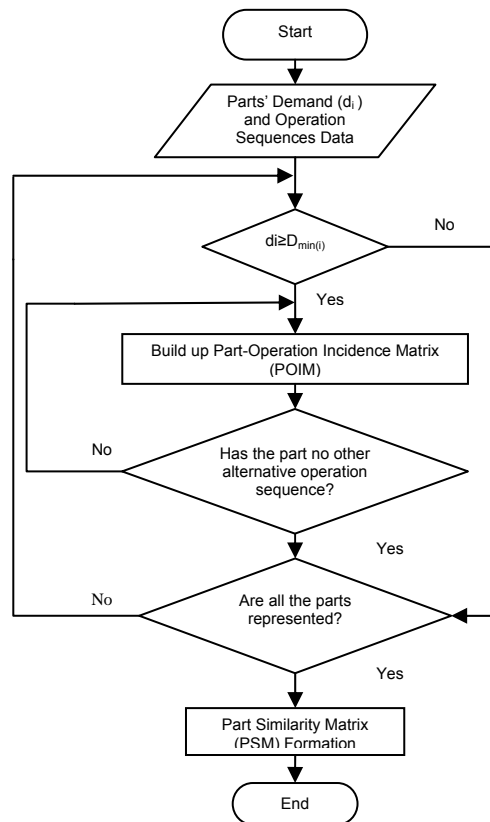 Start
Parts' Demand (di )
and Operation
Sequences Data
di≥Dmin(i)
No
Yes
Build up Part-Operation Incidence Matrix
(POIM)
No
Has the part no other
alternative operation
sequence?
Yes
No
Are all the parts
represented?
Yes
Part Similarity Matrix
(PSM) Formation
End